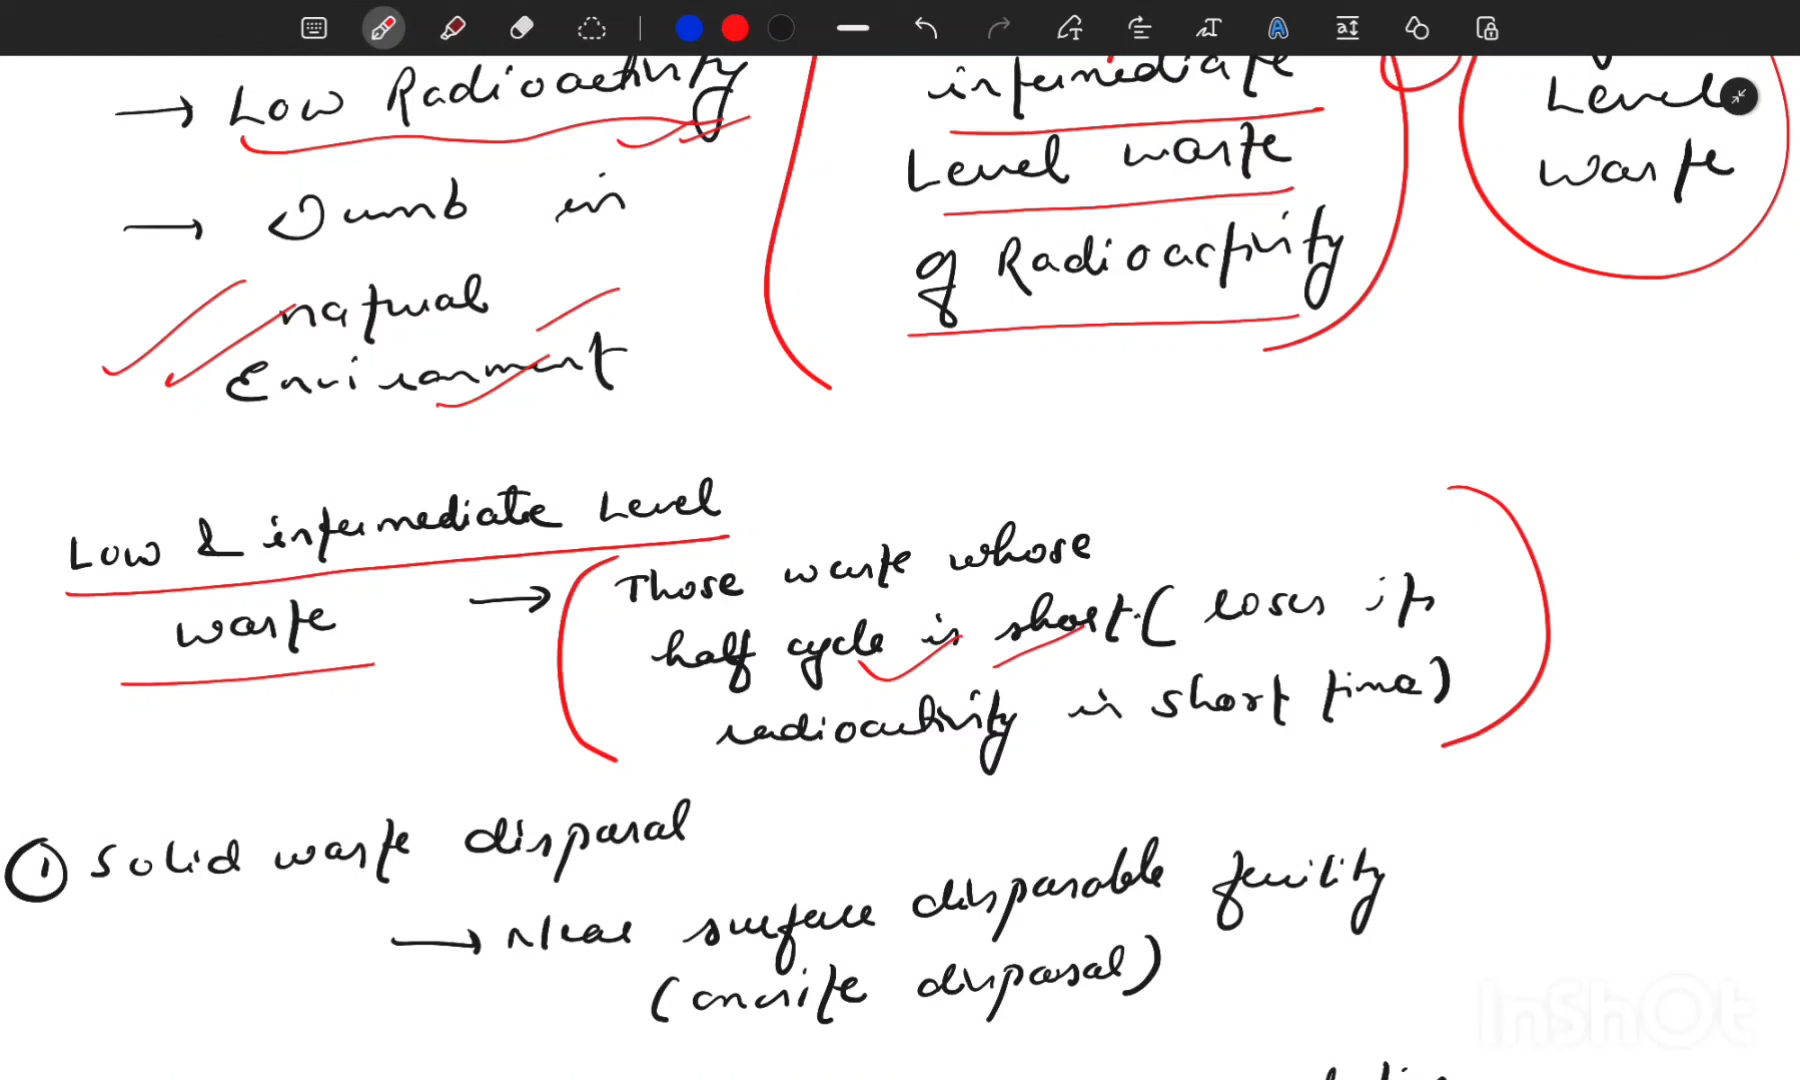 → Low Radioactivity
→ Dumb in
natural
Environment
intermediate
Level waste
of Radioactivity
Level
waste
Low & intermediate Level
waste → Those waste whose
half cycle is short. ( loses its
radioactivity in short time)
① Solid waste disposal
→ Near surface disposable facility
(oncrite disposal)
InShOt